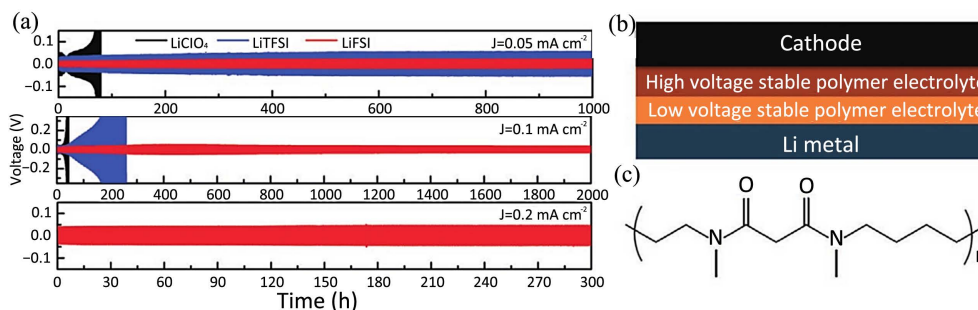 (a)
LiClO₄ LiTFSI LiFSI J=0.05 mA cm⁻²
0.1
0.0
−0.1
0 200 400 600 800 1000
J=0.1 mA cm⁻²
0.2
0.0
−0.2
0 200 400 600 800 1000 1200 1400 1600 1800 2000
J=0.2 mA cm⁻²
0.1
0.0
−0.1
0 30 60 90 120 150 180 210 240 270 300
Voltage (V)
Time (h)
(b)
Cathode
High voltage stable polymer electrolyte
Low voltage stable polymer electrolyte
Li metal
(c)
O O
N N